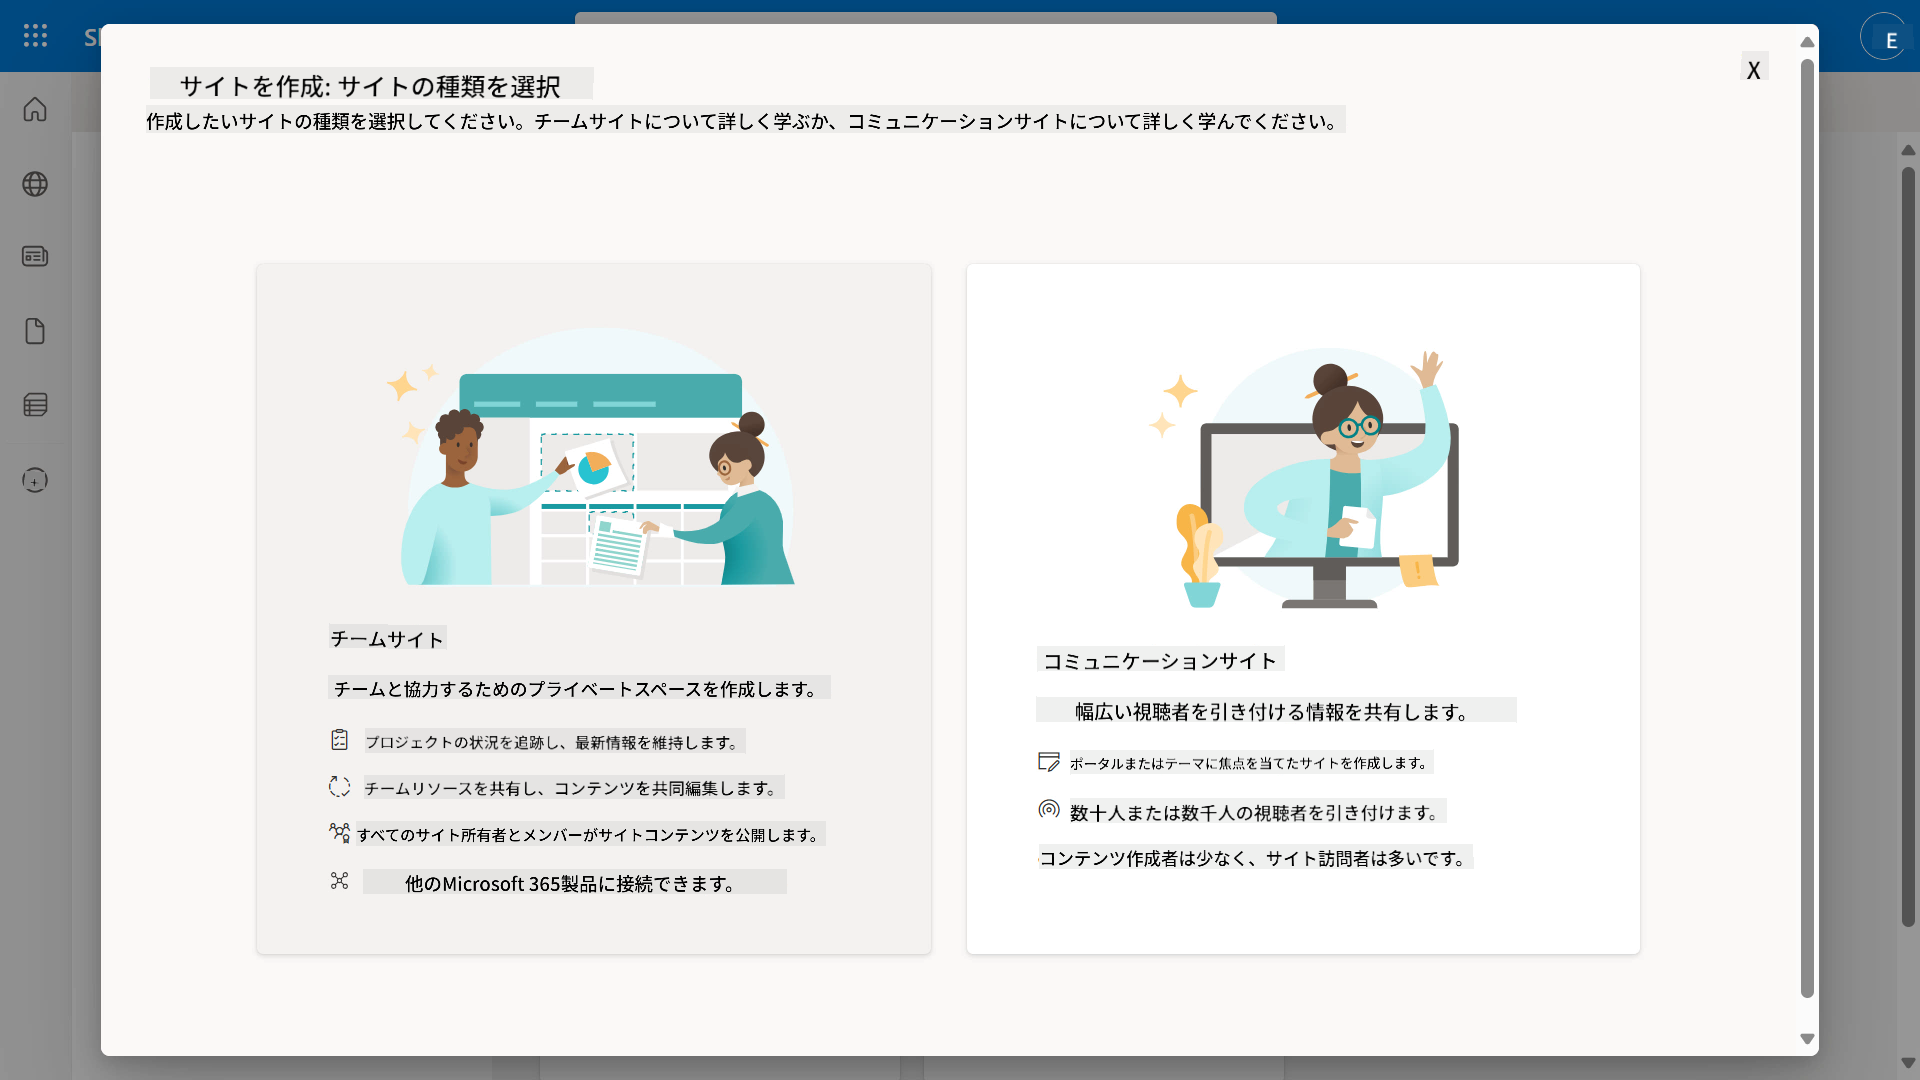 E
サイトを作成: サイトの種類を選択
X
作成したいサイトの種類を選択してください。チームサイトについて詳しく学ぶか、コミュニケーションサイトについて詳しく学んでください。
チームサイト
チームと協力するためのプライベートスペースを作成します。
プロジェクトの状況を追跡し、最新情報を維持します。
チームリソースを共有し、コンテンツを共同編集します。
すべてのサイト所有者とメンバーがサイトコンテンツを公開します。
他のMicrosoft 365製品に接続できます。
コミュニケーションサイト
幅広い視聴者を引き付ける情報を共有します。
ポータルまたはテーマに焦点を当てたサイトを作成します。
数十人または数千人の視聴者を引き付けます。
コンテンツ作成者は少なく、サイト訪問者は多いです。